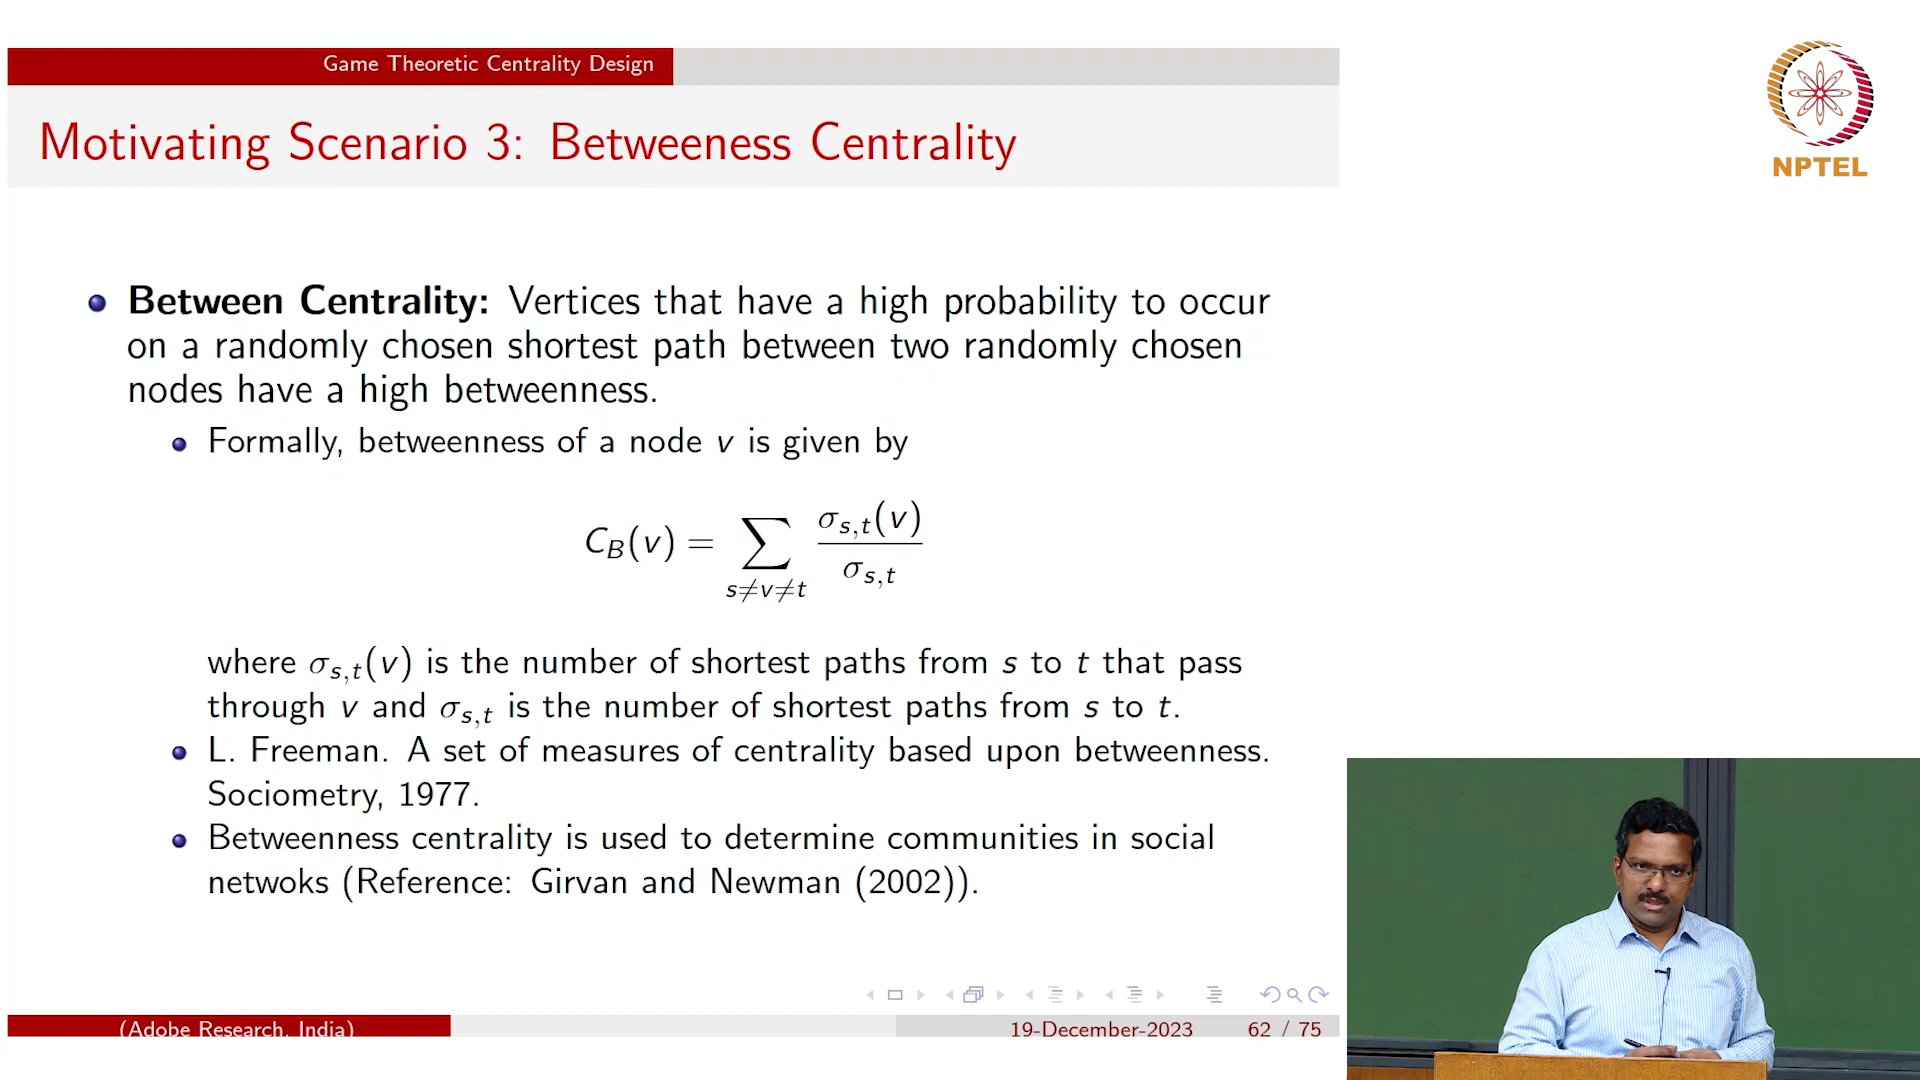 Game Theoretic Centrality Design
Motivating Scenario 3: Betweeness Centrality
NPTEL
Between Centrality: Vertices that have a high probability to occur
on a randomly chosen shortest path between two randomly chosen
nodes have a high betweenness.
Formally, betweenness of a node v is given by
C_B(v) = ∑_{s≠v≠t} σ_{s,t}(v) / σ_{s,t}
where σ_{s,t}(v) is the number of shortest paths from s to t that pass
through v and σ_{s,t} is the number of shortest paths from s to t.
L. Freeman. A set of measures of centrality based upon betweenness.
Sociometry, 1977.
Betweenness centrality is used to determine communities in social
netwoks (Reference: Girvan and Newman (2002)).
(Adobe Research, India)
19-December-2023
62 / 75